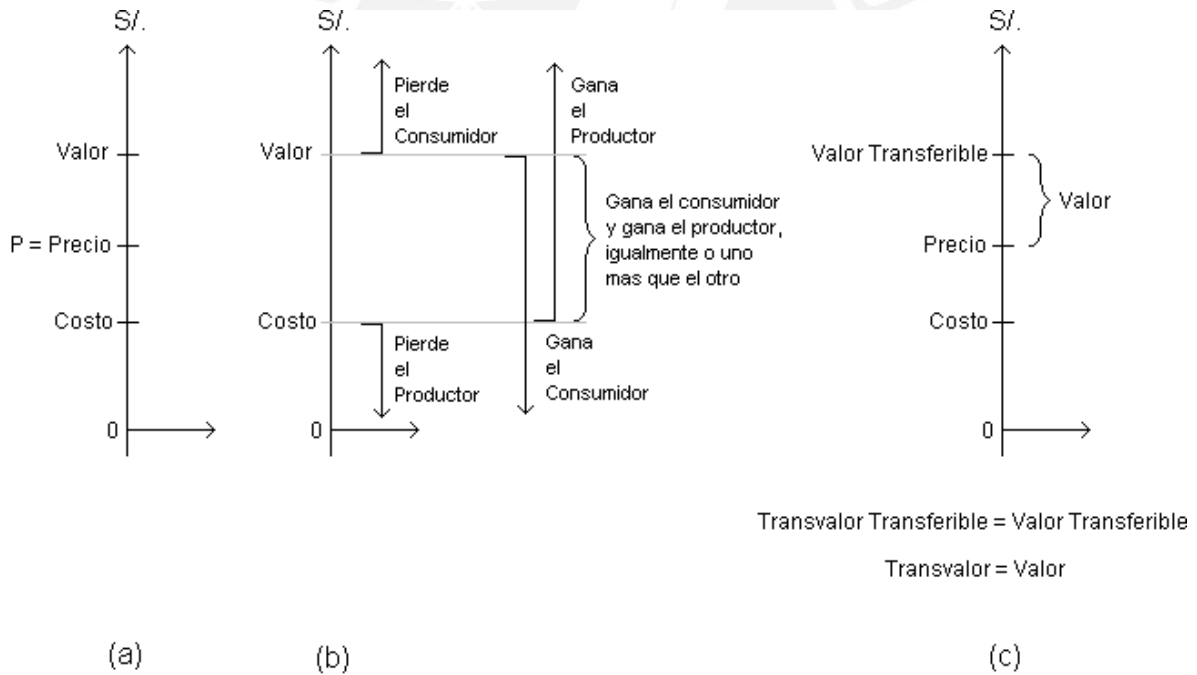 S/.
Valor
P = Precio
Costo
0
(a)
S/.
Pierde
el
Consumidor
Gana
el
Productor
Valor
Gana el consumidor
y gana el productor,
igualmente o uno
mas que el otro
Costo
Pierde
el
Productor
Gana
el
Consumidor
0
(b)
S/.
Valor Transferible
Valor
Precio
Costo
0
Transvalor Transferible = Valor Transferible
Transvalor = Valor
(c)